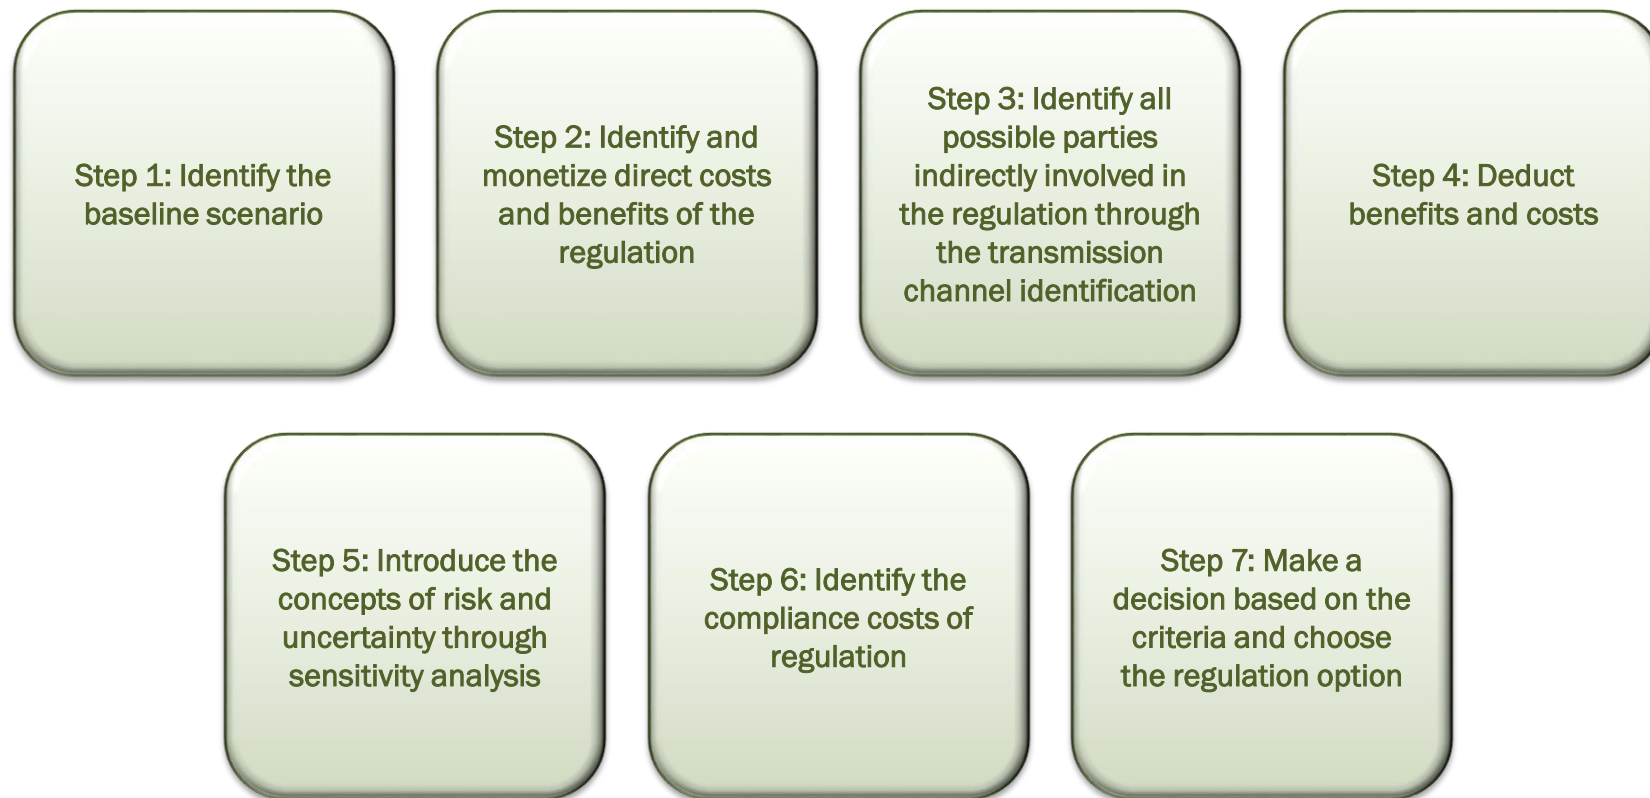 Step 1: Identify the
baseline scenario
Step 2: Identify and
monetize direct costs
and benefits of the
regulation
Step 3: Identify all
possible parties
indirectly involved in
the regulation through
the transmission
channel identification
Step 4: Deduct
benefits and costs
Step 5: Introduce the
concepts of risk and
uncertainty through
sensitivity analysis
Step 6: Identify the
compliance costs of
regulation
Step 7: Make a
decision based on the
criteria and choose
the regulation option